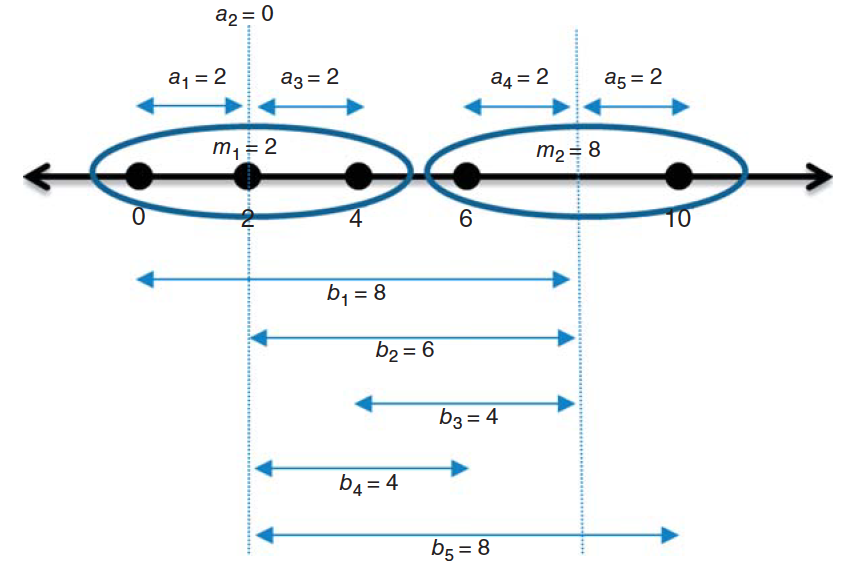 a₂ = 0
a₁ = 2 a₃ = 2 a₄ = 2 a₅ = 2
m₁ = 2 m₂ = 8
0 2 4 6 10
b₁ = 8
b₂ = 6
b₃ = 4
b₄ = 4
b₅ = 8